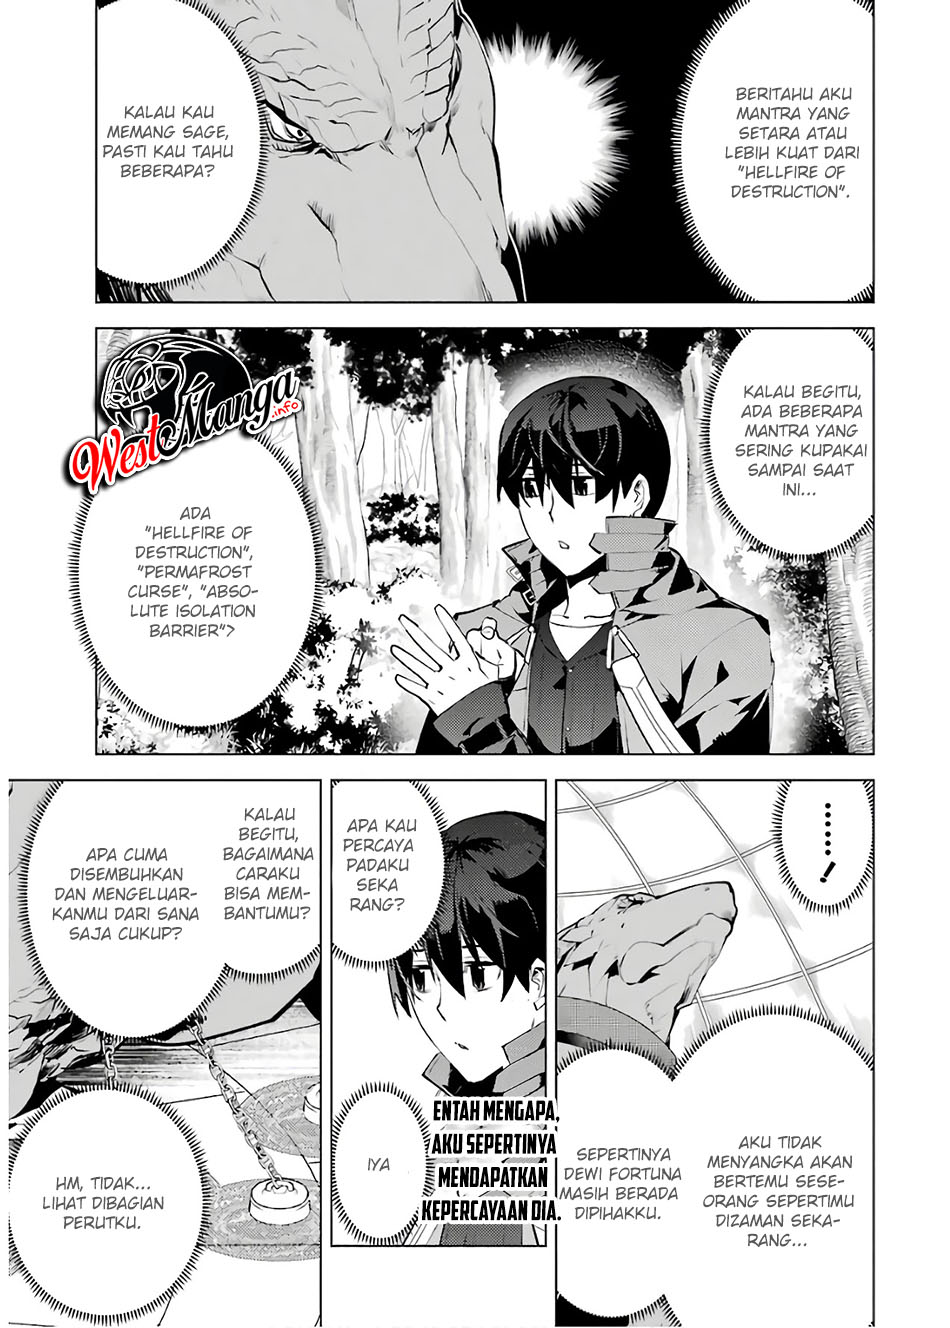 BERITAHU AKU
MANTRA YANG
SETARA ATAU
LEBIH KUAT DARI
"HELLFIRE OF
DESTRUCTION".
KALAU KAU
MEMANG SAGE,
PASTI KAU TAHU
BEBERAPA?
KALAU BEGITU,
ADA BEBERAPA
MANTRA YANG
SERING KUPAKAI
SAMPAI SAAT
INI...
West Manga
.info
ADA
"HELLFIRE OF
DESTRUCTION",
"PERMAFROST
CURSE", "ABSO-
LUTE ISOLATION
BARRIER">
......!
AKU TIDAK
MENYANGKA AKAN
BERTEMU SESE-
ORANG SEPERTIMU
DIZAMAN SEKA-
RANG...
SEPERTINYA
DEWI FORTUNA
MASIH BERADA
DIPIHAKKU.
APA KAU
PERCAYA
PADAKU
SEKA
RANG?
IYA
ENTAH MENGAPA,
AKU SEPERTINYA
MENDAPATKAN
KEPERCAYAAN DIA.
KALAU
BEGITU,
BAGAIMANA
CARAKU
BISA MEM-
BANTUMU?
APA CUMA
DISEMBUHKAN
DAN MENGELUAR-
KANMU DARI SANA
SAJA CUKUP?
HM, TIDAK...
LIHAT DIBAGIAN
PERUTKU.